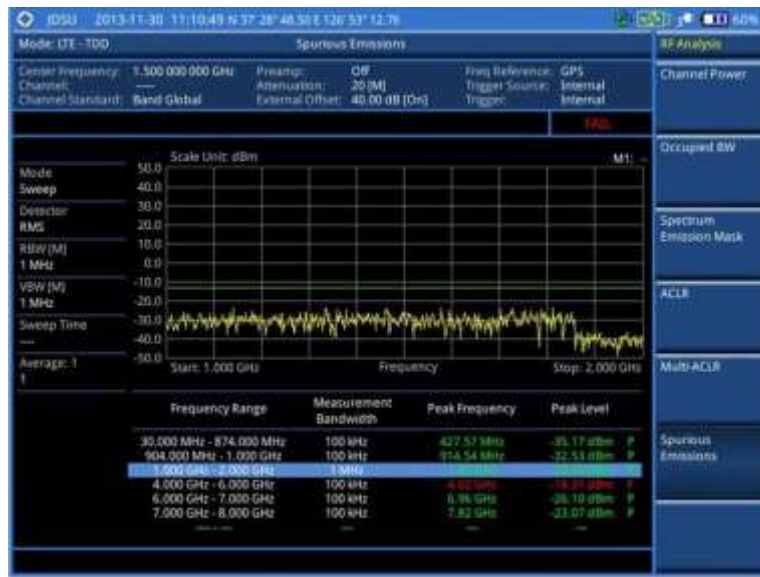 JDSU 2013-11-30 11:10:49 N 37° 28' 48.50 E 126° 53' 12.76 60%
Mode: LTE - TDD Spurious Emissions RF Analysis
Center Frequency: 1.500 000 000 GHz Preamp: Off Freq Reference: GPS
Channel: ---- Attenuation: 20 [M] Trigger Source: Internal
Channel Standard: Band Global External Offset: 40.00 dB [On] Trigger: Internal
Channel Power
FAIL
Scale Unit: dBm M1: --
Occupied BW
Mode
Sweep
Detector
RMS
RBW [M]
1 MHz
VBW [M]
1 MHz
Sweep Time
---
Average: 1
1
50.0
40.0
30.0
20.0
10.0
0.0
-10.0
-20.0
-30.0
-40.0
-50.0
Start: 1.000 GHz Frequency Stop: 2.000 GHz
Spectrum
Emission Mask
ACLR
Multi-ACLR
Spurious
Emissions
Frequency Range Measurement Bandwidth Peak Frequency Peak Level
30.000 MHz - 874.000 MHz 100 kHz 427.57 MHz -35.17 dBm P
904.000 MHz - 1.000 GHz 100 kHz 914.54 MHz -32.53 dBm P
1.000 GHz - 2.000 GHz 1 MHz
4.000 GHz - 6.000 GHz 100 kHz
6.000 GHz - 7.000 GHz 100 kHz 6.96 GHz -26.10 dBm P
7.000 GHz - 8.000 GHz 100 kHz 7.82 GHz -23.07 dBm P